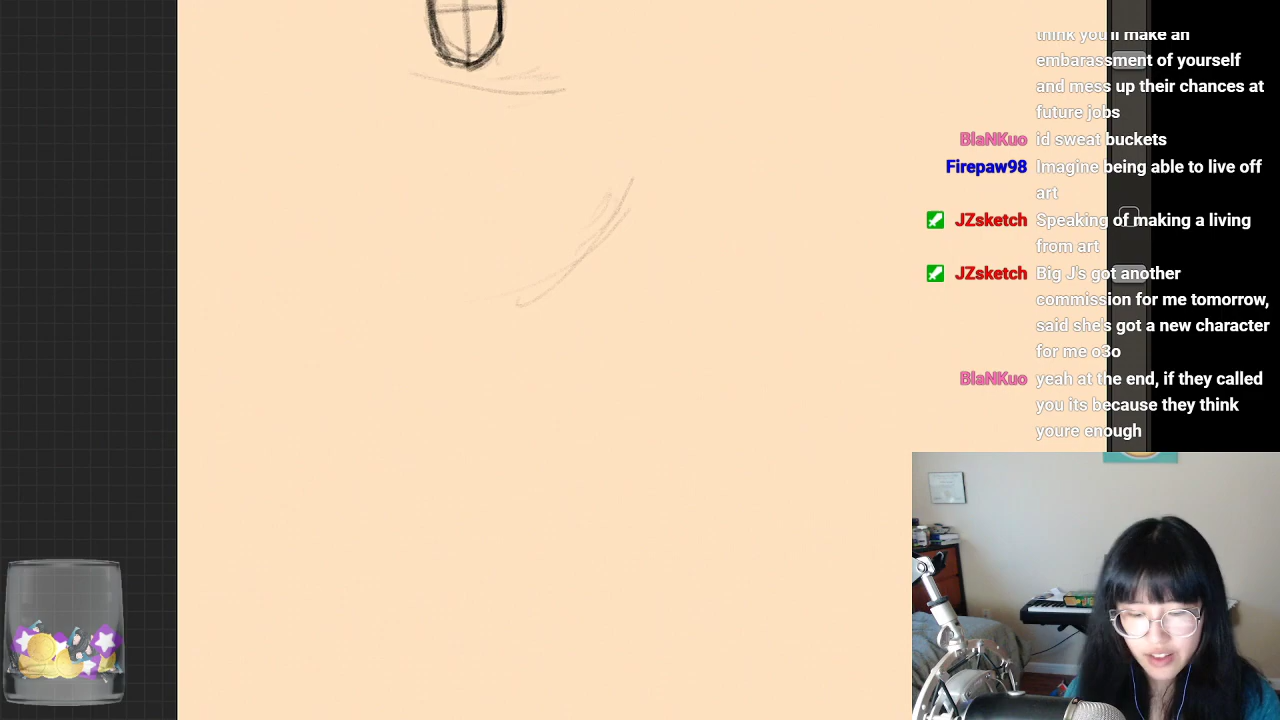 think you'll make an
embarassment of yourself
and mess up their chances at
future jobs
BlaNKuo id sweat buckets
Firepaw98 Imagine being able to live off
art
JZsketch Speaking of making a living
from art
JZsketch Big J's got another
commission for me tomorrow,
said she's got a new character
for me o3o
BlaNKuo yeah at the end, if they called
you its because they think
youre enough